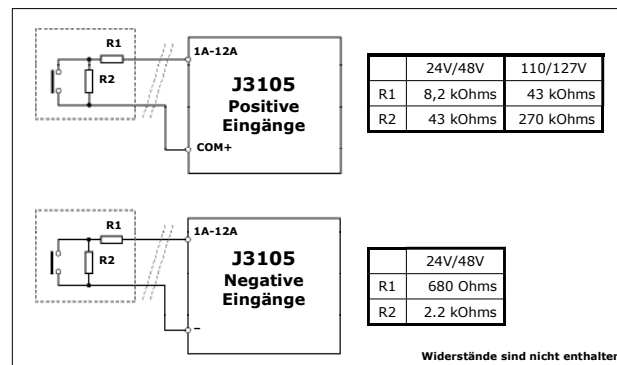 R1
R2
1A-12A
J3105
Positive
Eingänge
COM+
24V/48V 110/127V
R1 8,2 kOhms 43 kOhms
R2 43 kOhms 270 kOhms
R1
R2
1A-12A
J3105
Negative
Eingänge
–
24V/48V
R1 680 Ohms
R2 2.2 kOhms
Widerstände sind nicht enthalten